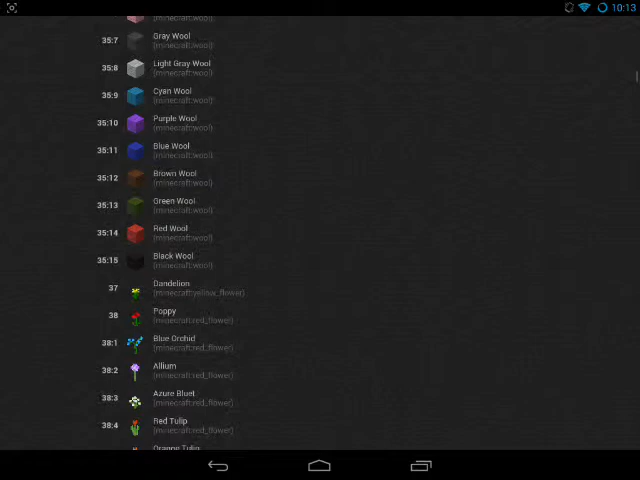 10:13
35:7 Gray Wool
(minecraft:wool)
35:8 Light Gray Wool
(minecraft:wool)
35:9 Cyan Wool
(minecraft:wool)
35:10 Purple Wool
(minecraft:wool)
35:11 Blue Wool
(minecraft:wool)
35:12 Brown Wool
(minecraft:wool)
35:13 Green Wool
(minecraft:wool)
35:14 Red Wool
(minecraft:wool)
35:15 Black Wool
(minecraft:wool)
37 Dandelion
(minecraft:yellow_flower)
38 Poppy
(minecraft:red_flower)
38:1 Blue Orchid
(minecraft:red_flower)
38:2 Allium
(minecraft:red_flower)
38:3 Azure Bluet
(minecraft:red_flower)
38:4 Red Tulip
(minecraft:red_flower)
Orange Tulip